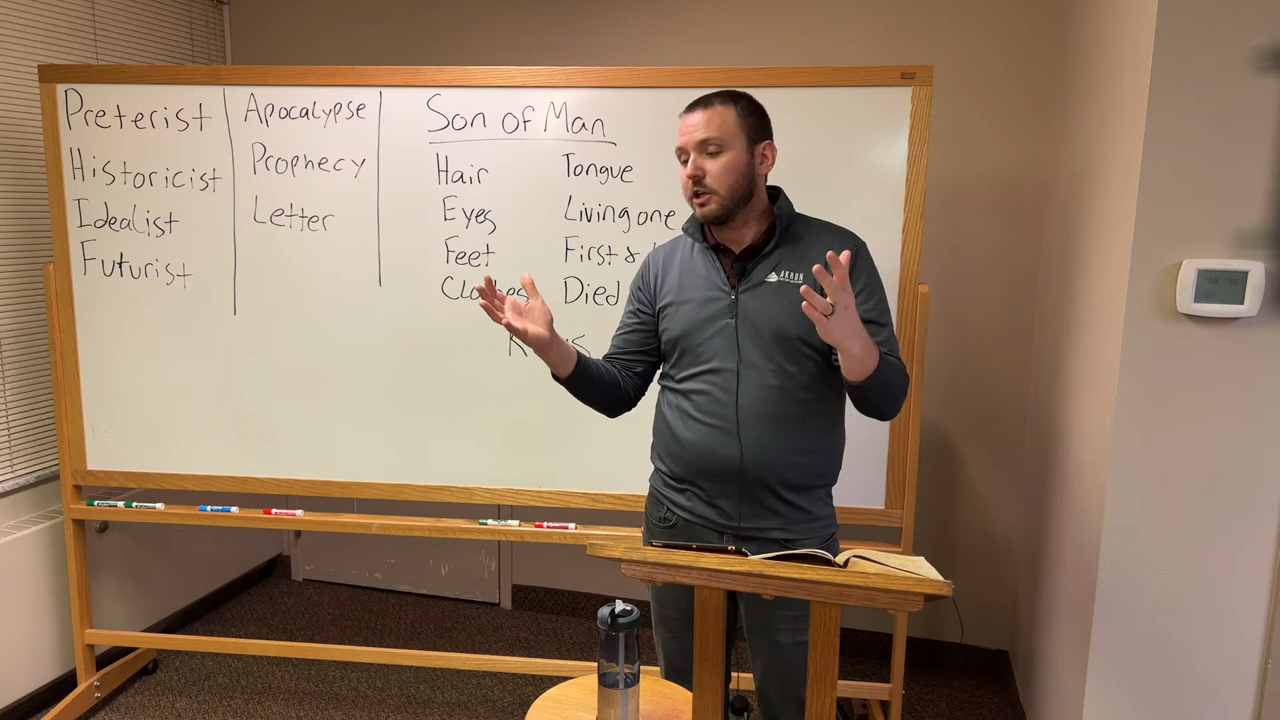 Preterist
Historicist
Idealist
Futurist
Apocalypse
Prophecy
Letter
Son of Man
Hair
Eyes
Feet
Clothes
Tongue
Living one
First &
Died
AKRON